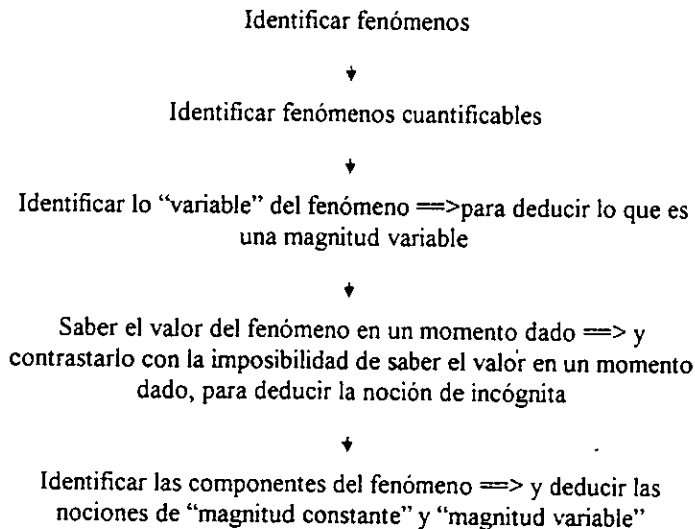 Identificar fenómenos
Identificar fenómenos cuantificables
Identificar lo “variable” del fenómeno ==>para deducir lo que es
una magnitud variable
Saber el valor del fenómeno en un momento dado ==> y
contrastarlo con la imposibilidad de saber el valor en un momento
dado, para deducir la noción de incógnita
Identificar las componentes del fenómeno ==> y deducir las
nociones de “magnitud constante” y “magnitud variable”